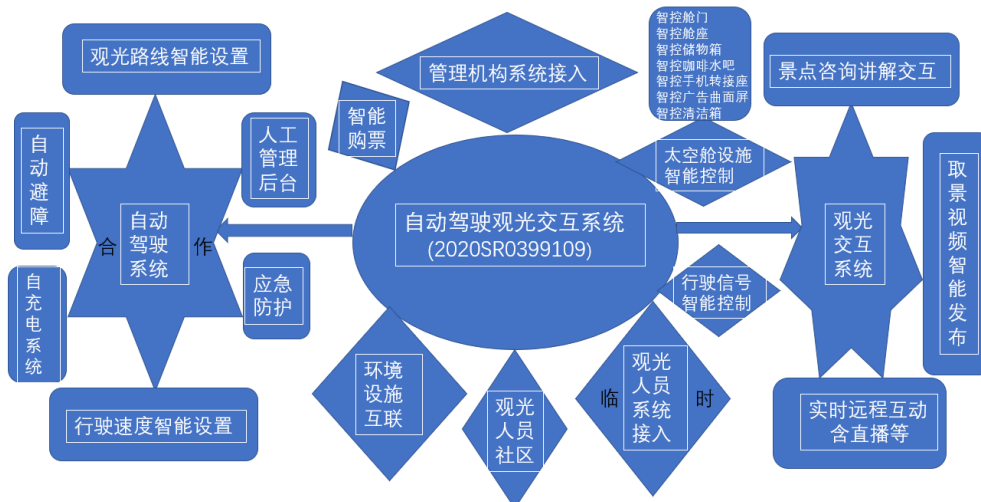 观光路线智能设置
自动避障
人工
管理
后台
合
自动
驾驶
系统
作
自充电系统
应急
防护
行驶速度智能设置
智能
购票
管理机构系统接入
智控舱门
智控舱座
智控储物箱
智控咖啡水吧
智控手机转接座
智控广告曲面屏
智控清洁箱
太空舱设施
智能控制
自动驾驶观光交互系统
(2020SR0399109)
行驶信号
智能控制
环境
设施
互联
观光
人员
社区
临
观光
人员
系统
接入
时
景点咨询讲解交互
观光
交互
系统
取景视频智能发布
实时远程互动
含直播等